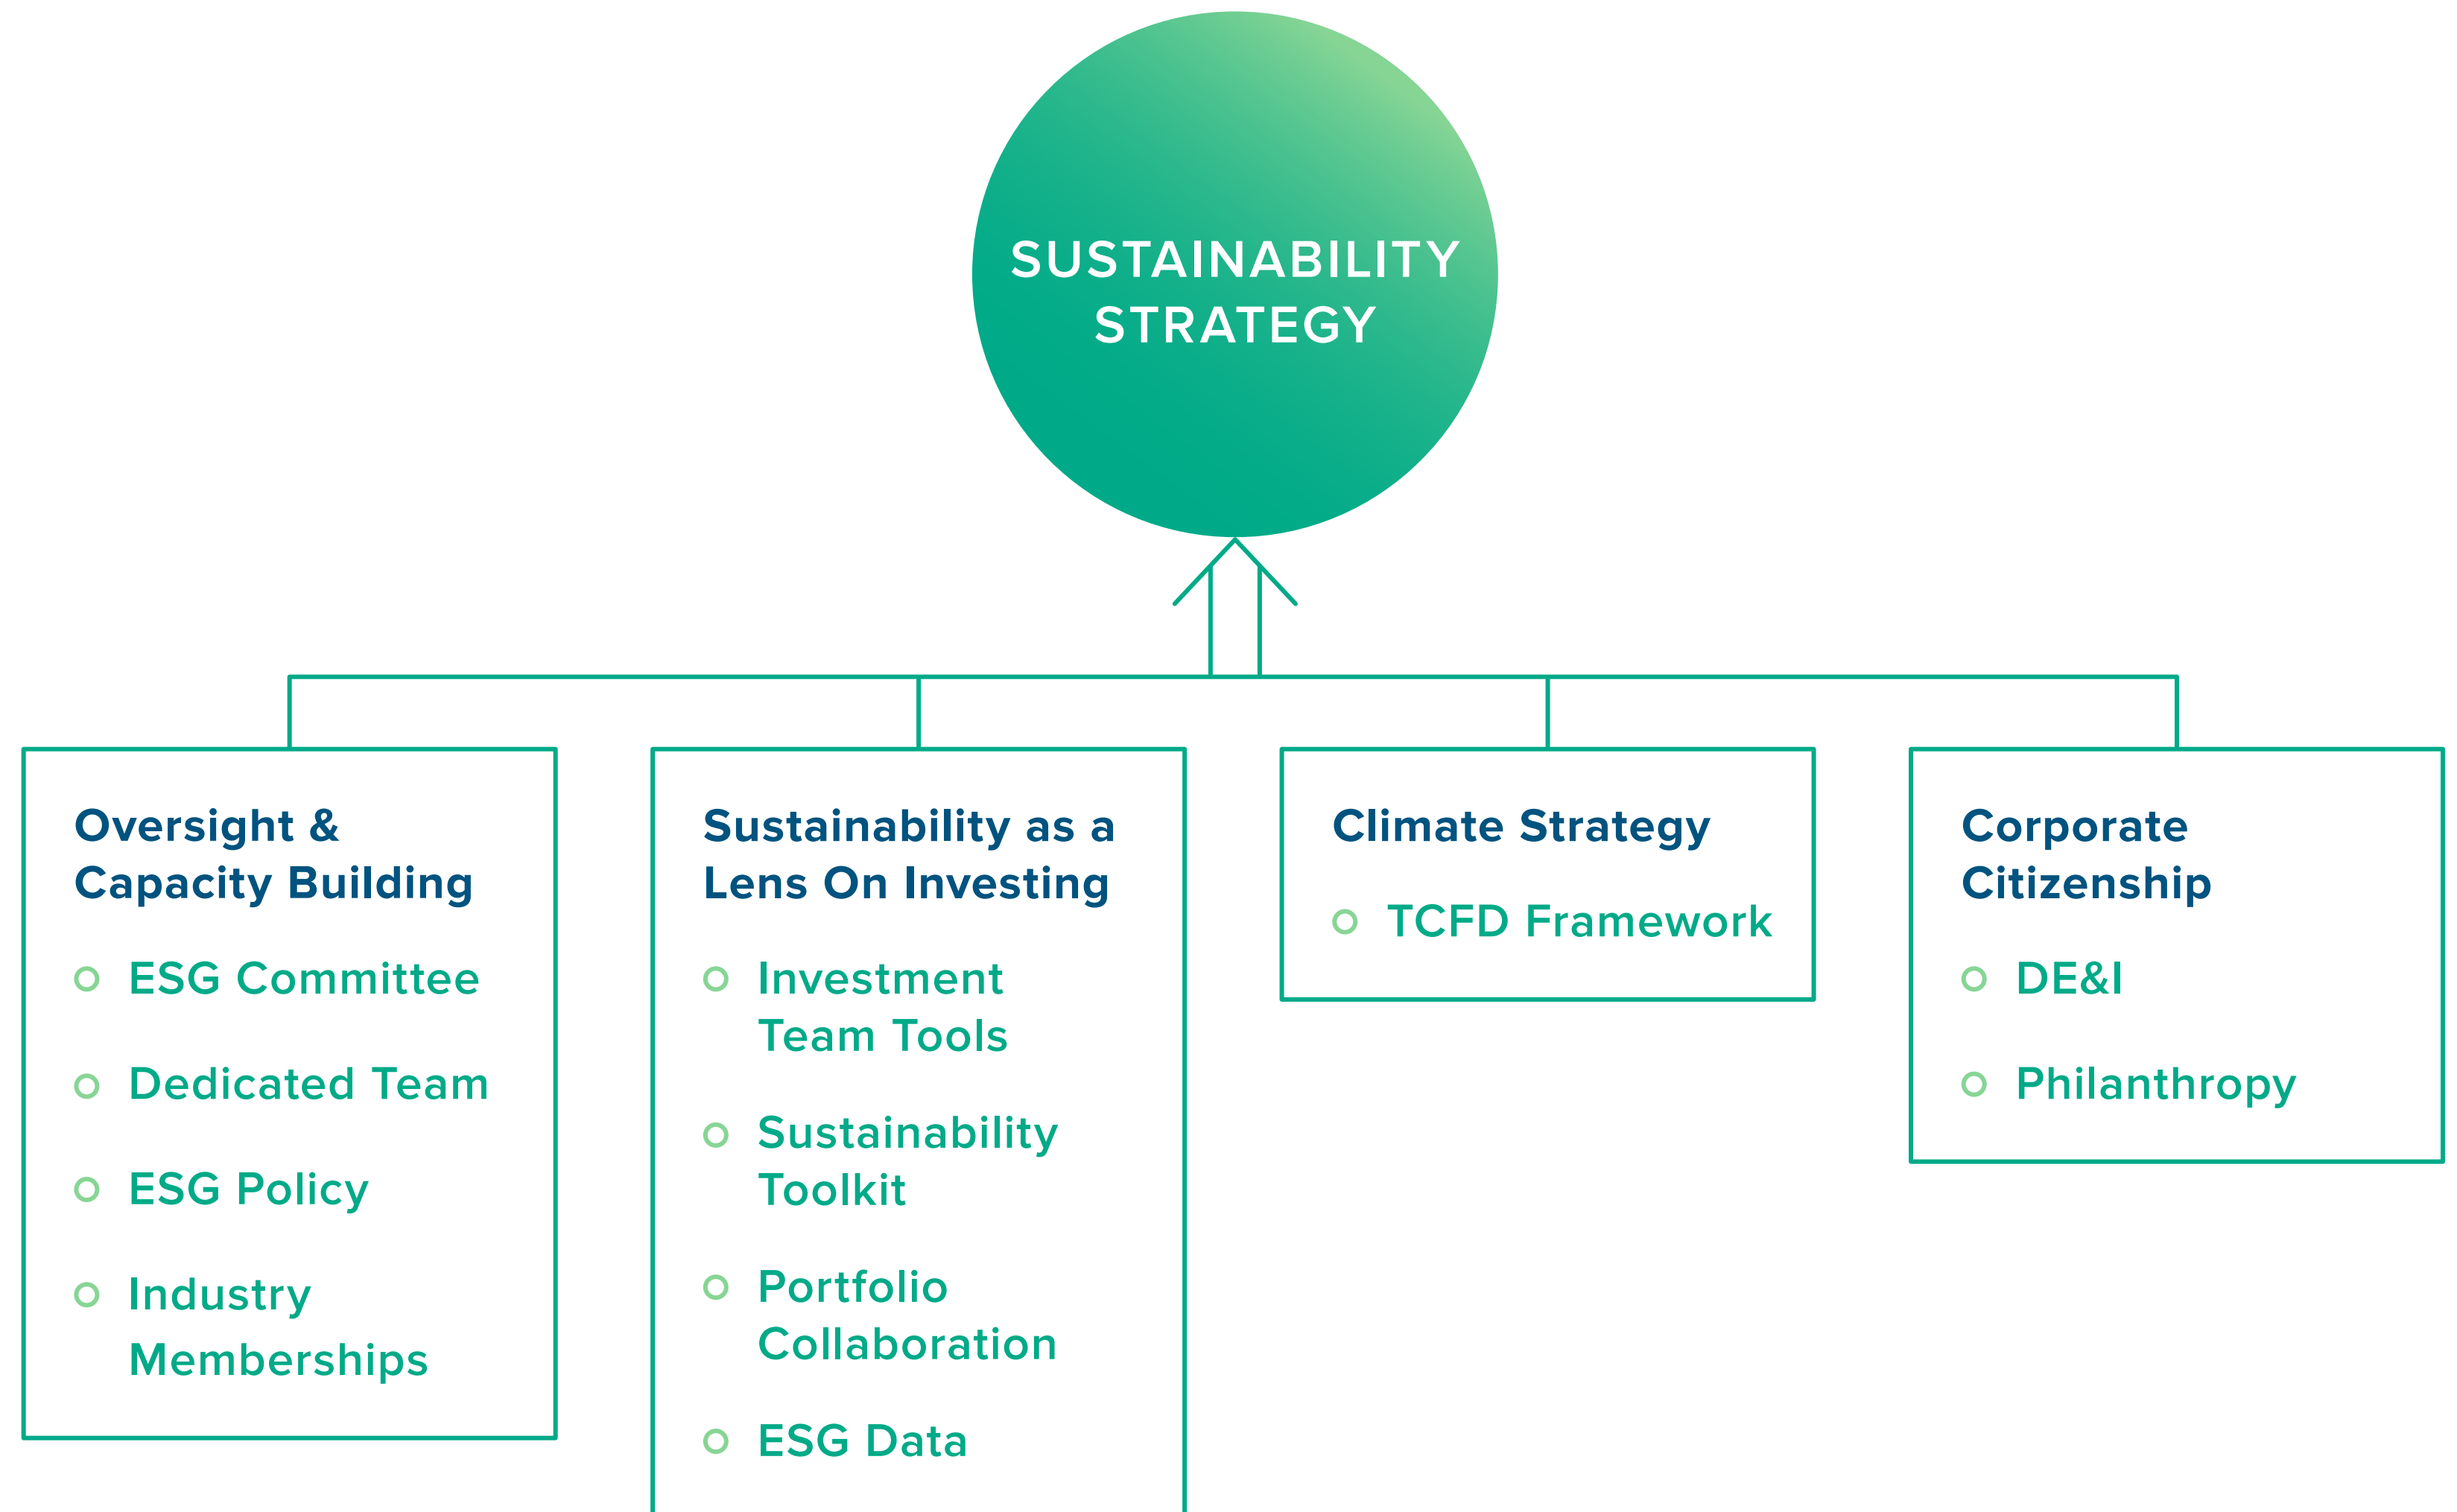 SUSTAINABILITY
STRATEGY
Oversight &
Capacity Building
ESG Committee
Dedicated Team
ESG Policy
Industry
Memberships
Sustainability as a
Lens On Investing
Investment
Team Tools
Sustainability
Toolkit
Portfolio
Collaboration
ESG Data
Climate Strategy
TCFD Framework
Corporate
Citizenship
DE&I
Philanthropy